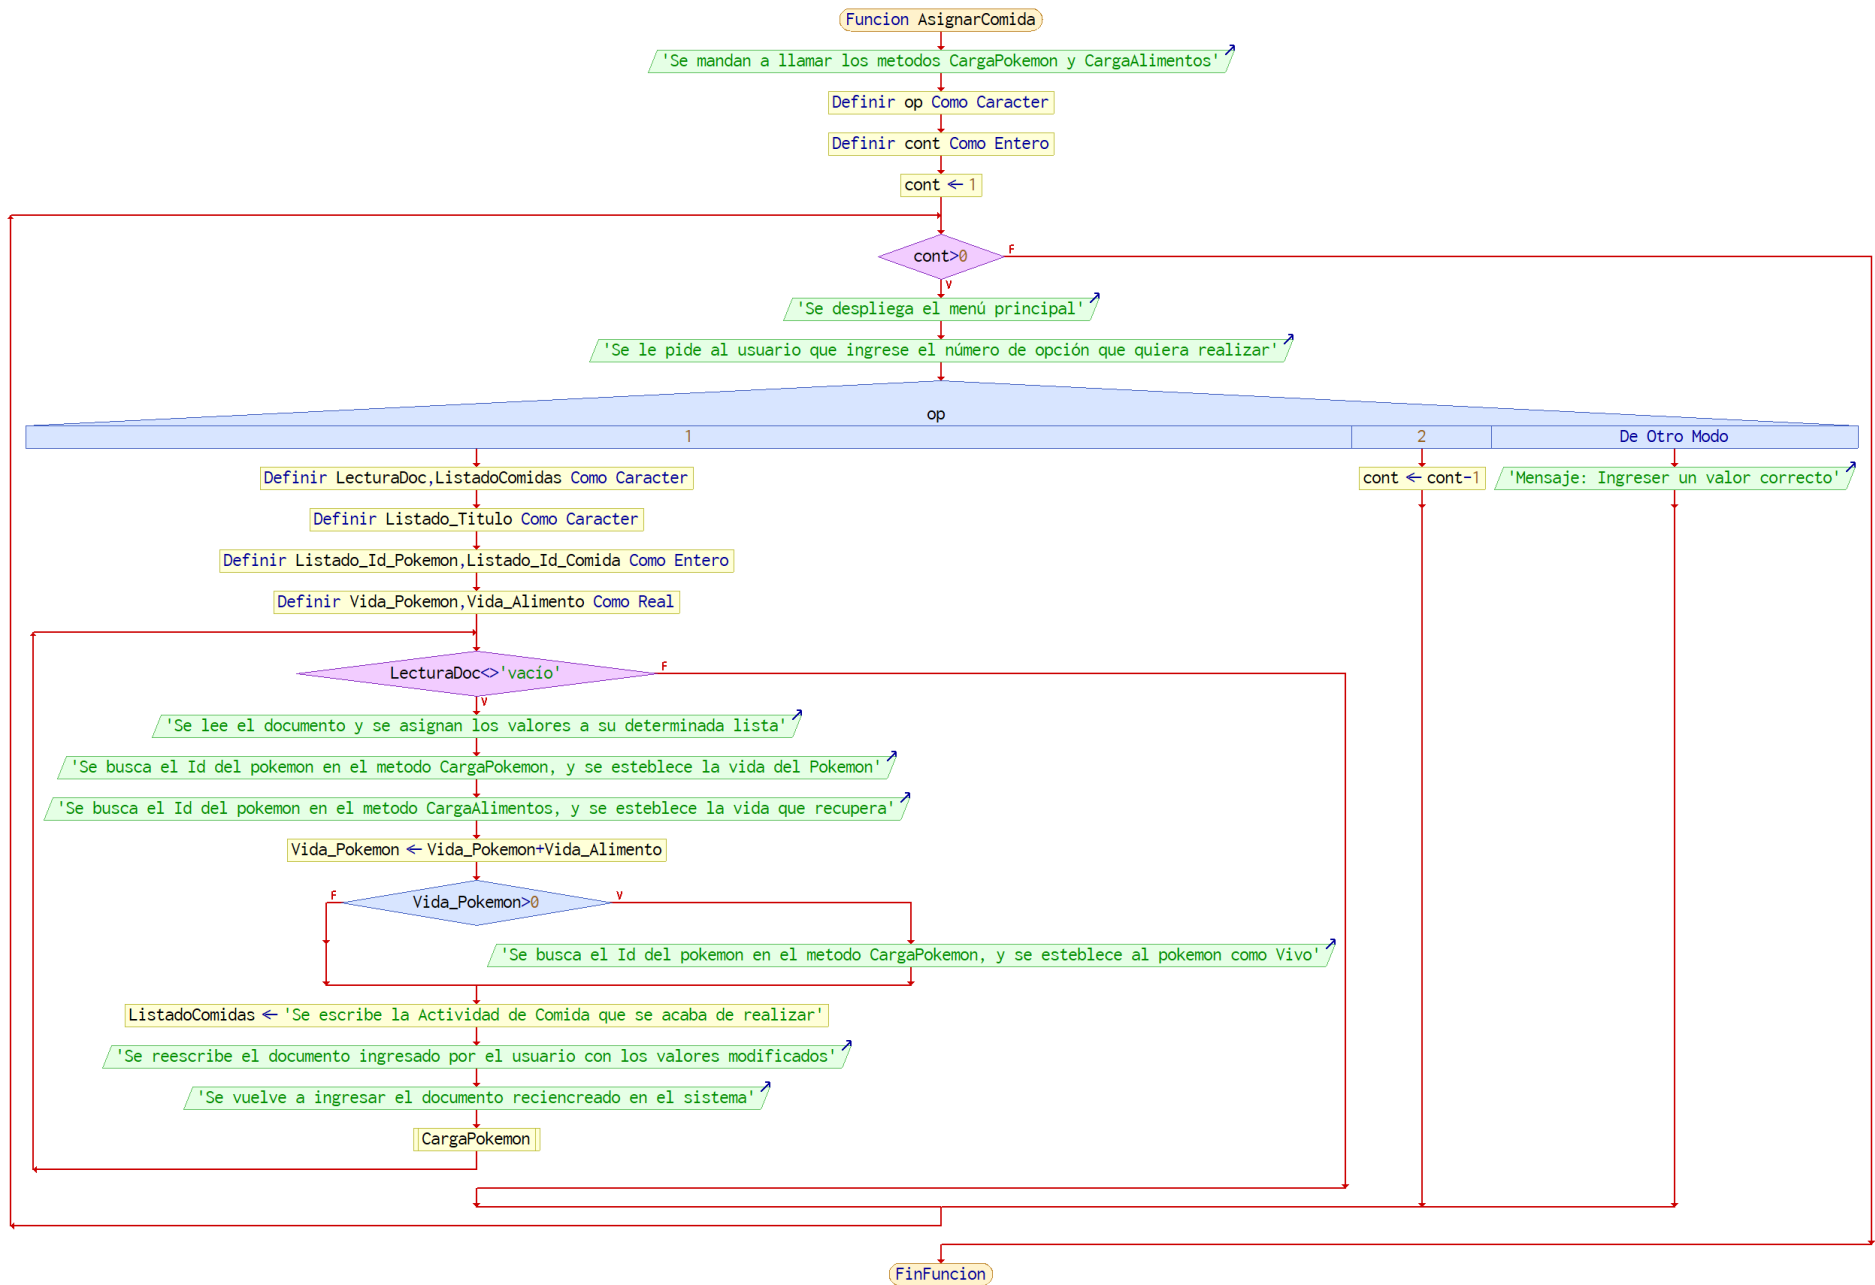 Funcion AsignarComida
'Se mandan a llamar los metodos CargaPokemon y CargaAlimentos'
Definir op Como Caracter
Definir cont Como Entero
cont ← 1
cont>0
F
V
'Se despliega el menú principal'
'Se le pide al usuario que ingrese el número de opción que quiera realizar'
op
1
2
De Otro Modo
Definir LecturaDoc,ListadoComidas Como Caracter
cont ← cont-1
'Mensaje: Ingreser un valor correcto'
Definir Listado_Titulo Como Caracter
Definir Listado_Id_Pokemon,Listado_Id_Comida Como Entero
Definir Vida_Pokemon,Vida_Alimento Como Real
LecturaDoc<>'vacío'
F
V
'Se lee el documento y se asignan los valores a su determinada lista'
'Se busca el Id del pokemon en el metodo CargaPokemon, y se esteblece la vida del Pokemon'
'Se busca el Id del pokemon en el metodo CargaAlimentos, y se esteblece la vida que recupera'
Vida_Pokemon ← Vida_Pokemon+Vida_Alimento
F
Vida_Pokemon>0
V
'Se busca el Id del pokemon en el metodo CargaPokemon, y se esteblece al pokemon como Vivo'
ListadoComidas ← 'Se escribe la Actividad de Comida que se acaba de realizar'
'Se reescribe el documento ingresado por el usuario con los valores modificados'
'Se vuelve a ingresar el documento reciencreado en el sistema'
CargaPokemon
FinFuncion